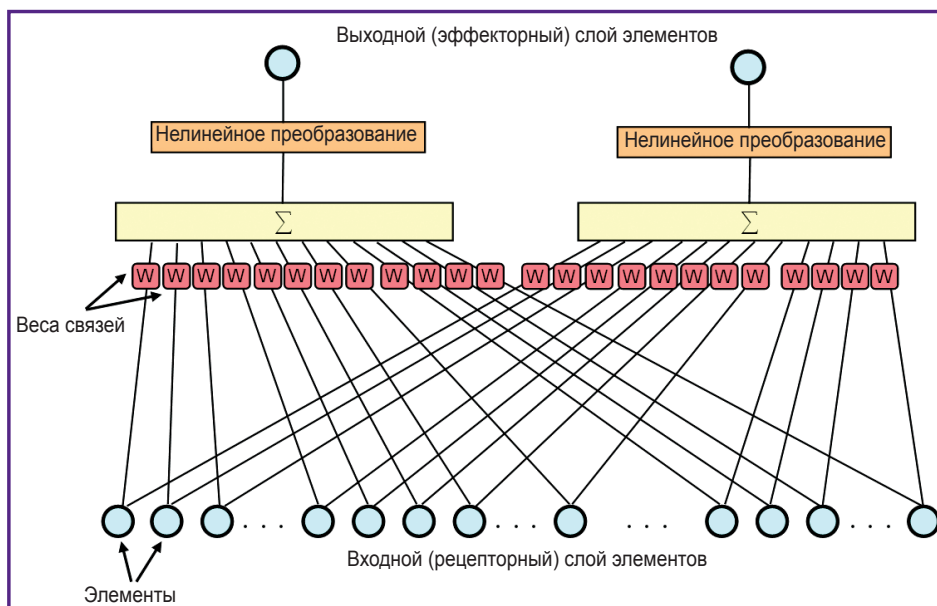 Выходной (эффекторный) слой элементов
Нелинейное преобразование
Нелинейное преобразование
Σ
Σ
W W W W W W W W W W W W W W W W W W W W W W W W
Веса связей
. . . . . . . . . . . .
Входной (рецепторный) слой элементов
Элементы